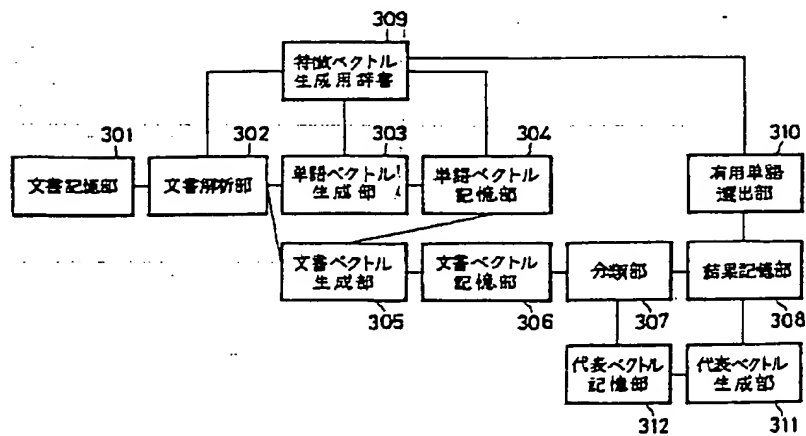 309
特徴ベクトル
生成用辞書
301
302
303
304
310
文書記憶部
文書解析部
単語ベクトル
生成部
単語ベクトル
記憶部
有用単語
選出部
文書ベクトル
生成部
文書ベクトル
記憶部
分類部
結果記憶部
305
306
307
308
代表ベクトル
記憶部
代表ベクトル
生成部
312
311